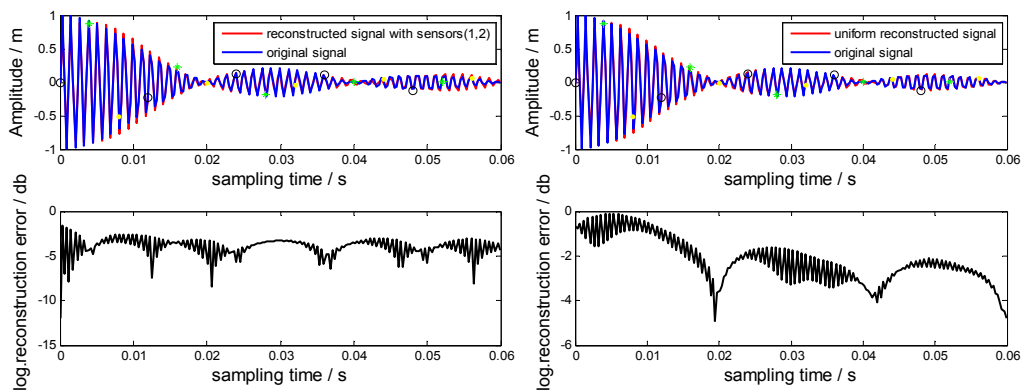 1
0.5
0
-0.5
-1
Amplitude / m
reconstructed signal with sensors(1,2)
original signal
0 0.01 0.02 0.03 0.04 0.05 0.06
sampling time / s
1
0.5
0
-0.5
-1
Amplitude / m
uniform reconstructed signal
original signal
0 0.01 0.02 0.03 0.04 0.05 0.06
sampling time / s
0
-5
-10
-15
log.reconstruction error / db
0 0.01 0.02 0.03 0.04 0.05 0.06
sampling time / s
0
-2
-4
-6
log.reconstruction error / db
0 0.01 0.02 0.03 0.04 0.05 0.06
sampling time / s